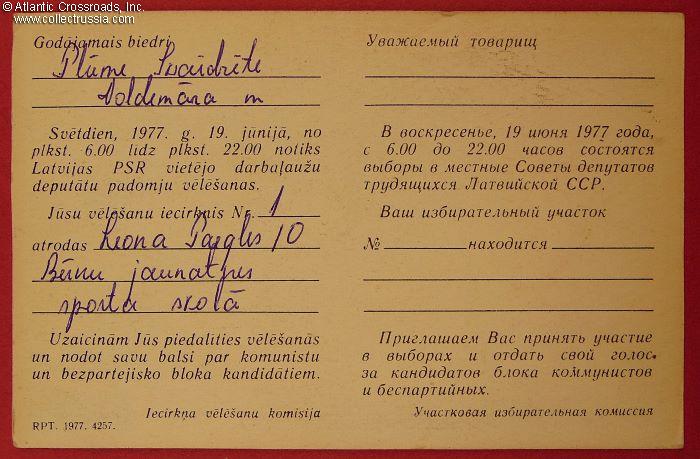 © Atlantic Crossroads, Inc.
www.collectrussia.com
Godājamais biedri
Plūme Svaidrīte
Voldemāra m
Svētdien, 1977. g. 19. jūnijā, no
plkst. 6.00 līdz plkst. 22.00 notiks
Latvijas PSR vietējo darbaļaužu
deputātu padomju vēlēšanas.
Jūsu vēlēšanu iecirknis Nr. 1
atrodas Leona Paegles 10
Bērnu jaunatnes
sporta skolā
Uzaicinām Jūs piedalīties vēlēšanās
un nodot savu balsi par komunistu
un bezpartejisko bloka kandidātiem.
Iecirkņa vēlēšanu komisija
RPT. 1977. 4257.
Уважаемый товарищ
В воскресенье, 19 июня 1977 года,
с 6.00 до 22.00 часов состоятся
выборы в местные Советы депутатов
трудящихся Латвийской ССР.
Ваш избирательный участок
№ находится
Приглашаем Вас принять участие
в выборах и отдать свой голос
за кандидатов блока коммунистов
и беспартийных.
Участковая избирательная комиссия